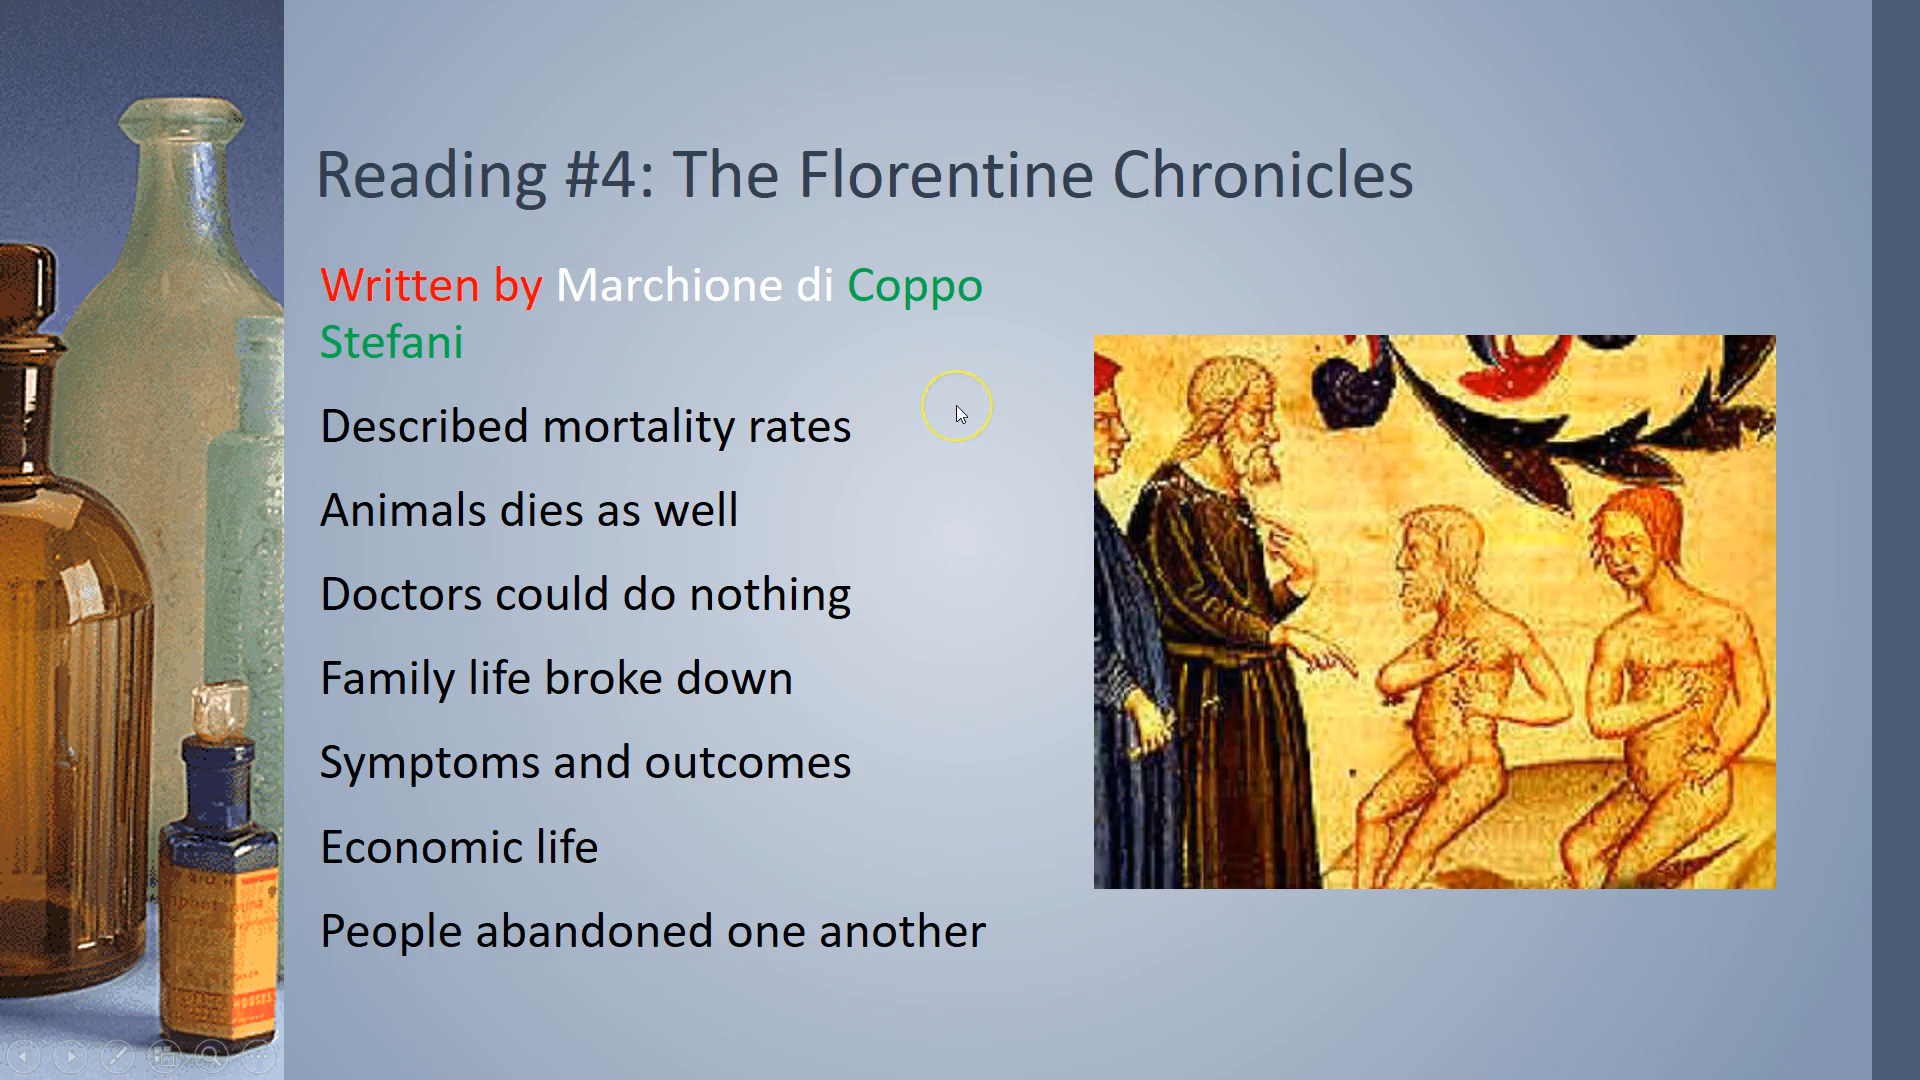 Reading #4: The Florentine Chronicles
Written by Marchione di Coppo
Stefani
Described mortality rates
Animals dies as well
Doctors could do nothing
Family life broke down
Symptoms and outcomes
Economic life
People abandoned one another